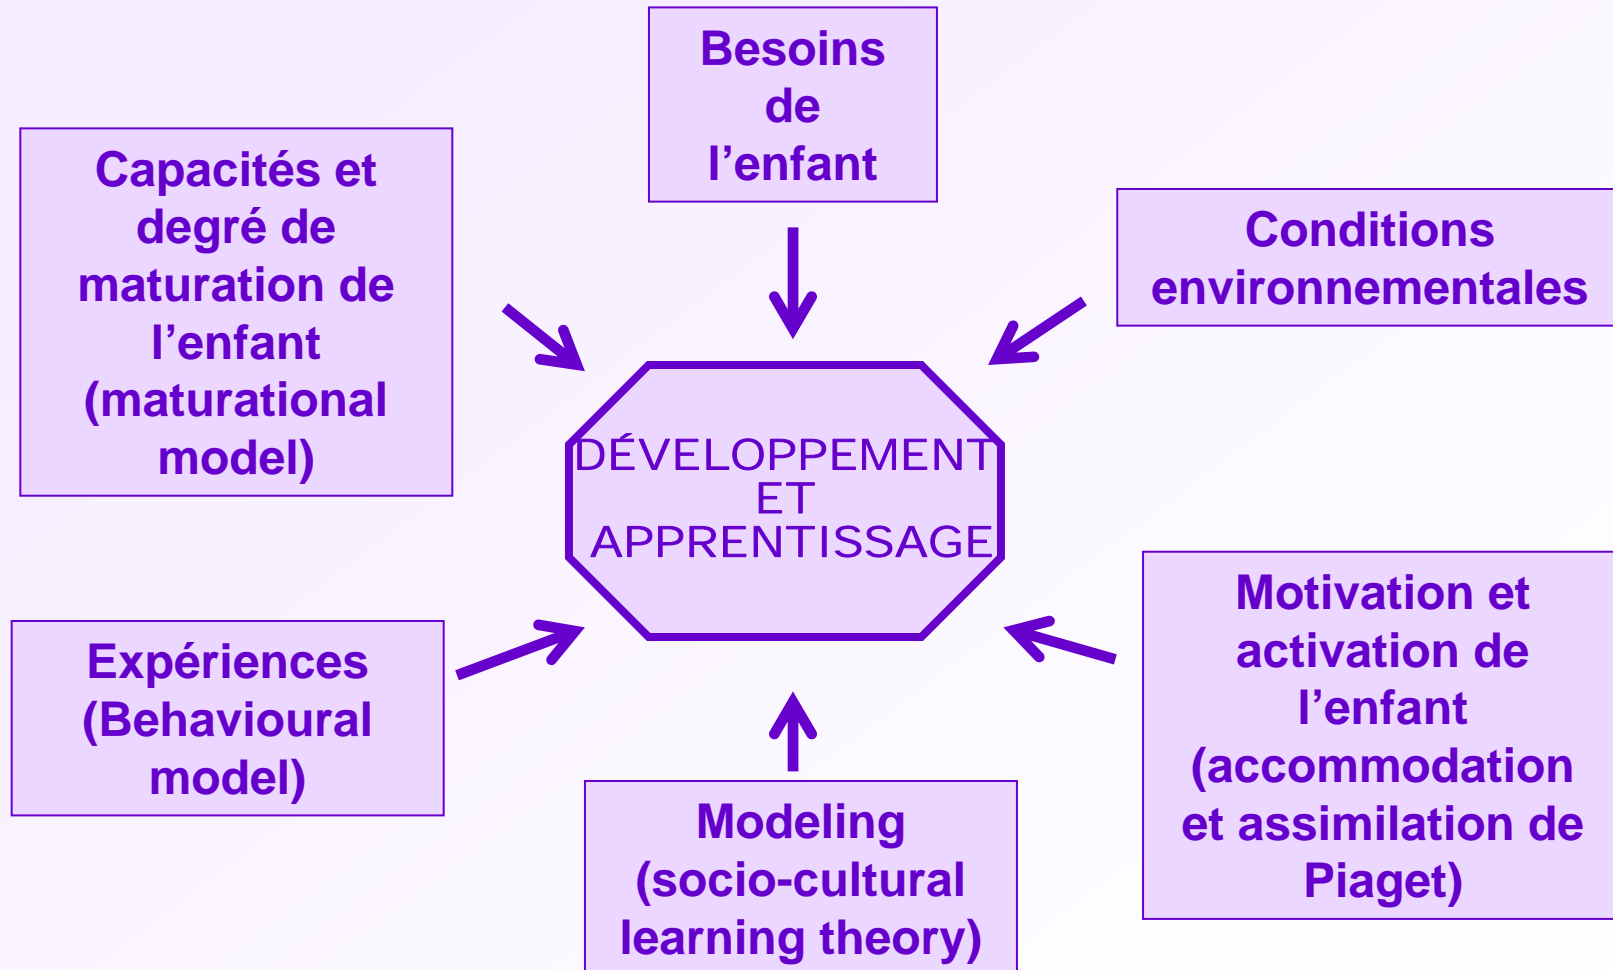 Besoins
de
l’enfant
Capacités et
degré de
maturation de
l’enfant
(maturational
model)
Conditions
environnementales
DÉVELOPPEMENT
ET
APPRENTISSAGE
Expériences
(Behavioural
model)
Motivation et
activation de
l’enfant
(accommodation
et assimilation de
Piaget)
Modeling
(socio-cultural
learning theory)